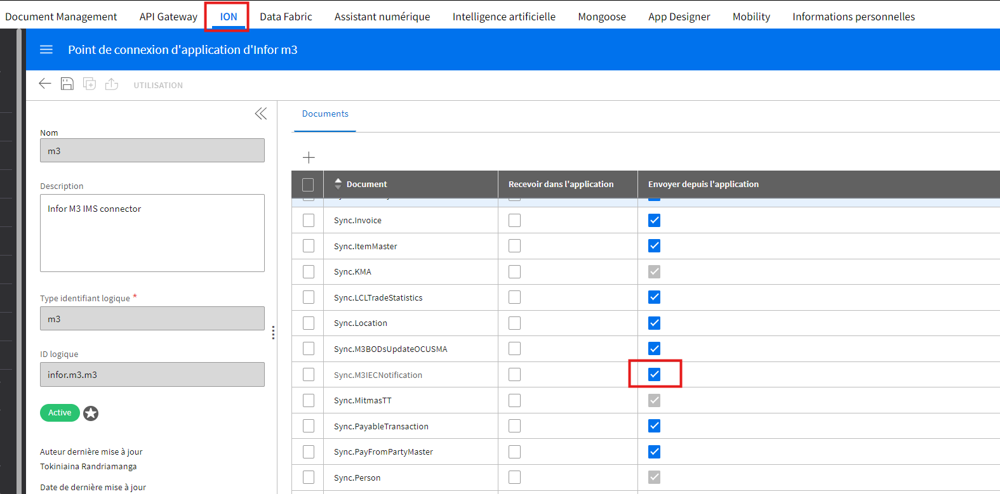 Document Management API Gateway ION Data Fabric Assistant numérique Intelligence artificielle Mongoose App Designer Mobility Informations personnelles
Point de connexion d'application d'Infor m3
UTILISATION
Nom
m3
Description
Infor M3 IMS connector
Type identifiant logique *
m3
ID logique
infor.m3.m3
Active
Auteur dernière mise à jour
Tokiniaina Randriamanga
Date de dernière mise à jour
Documents
Document Recevoir dans l'application Envoyer depuis l'application
Sync.Invoice
Sync.ItemMaster
Sync.KMA
Sync.LCLTradeStatistics
Sync.Location
Sync.M3BODsUpdateOCUSMA
Sync.M3IECNotification
Sync.MitmasTT
Sync.PayableTransaction
Sync.PayFromPartyMaster
Sync.Person